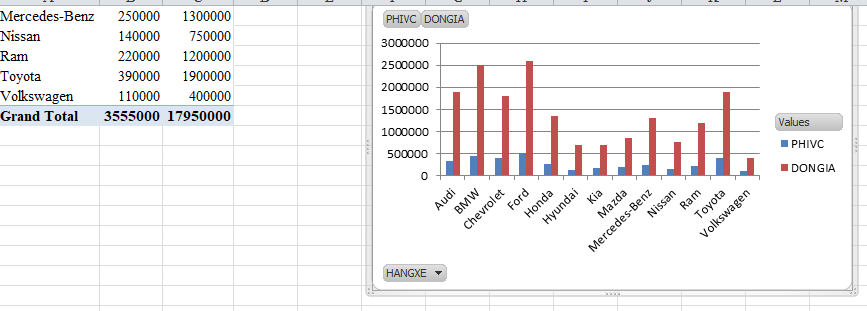 Mercedes-Benz 250000 1300000
Nissan 140000 750000
Ram 220000 1200000
Toyota 390000 1900000
Volkswagen 110000 400000
Grand Total 3555000 17950000
PHIVC DONGIA
3000000
2500000
2000000
1500000
1000000
500000
0
Audi BMW Chevrolet Ford Honda Hyundai Kia Mazda Mercedes-Benz Nissan Ram Toyota Volkswagen
Values
PHIVC
DONGIA
HANGXE